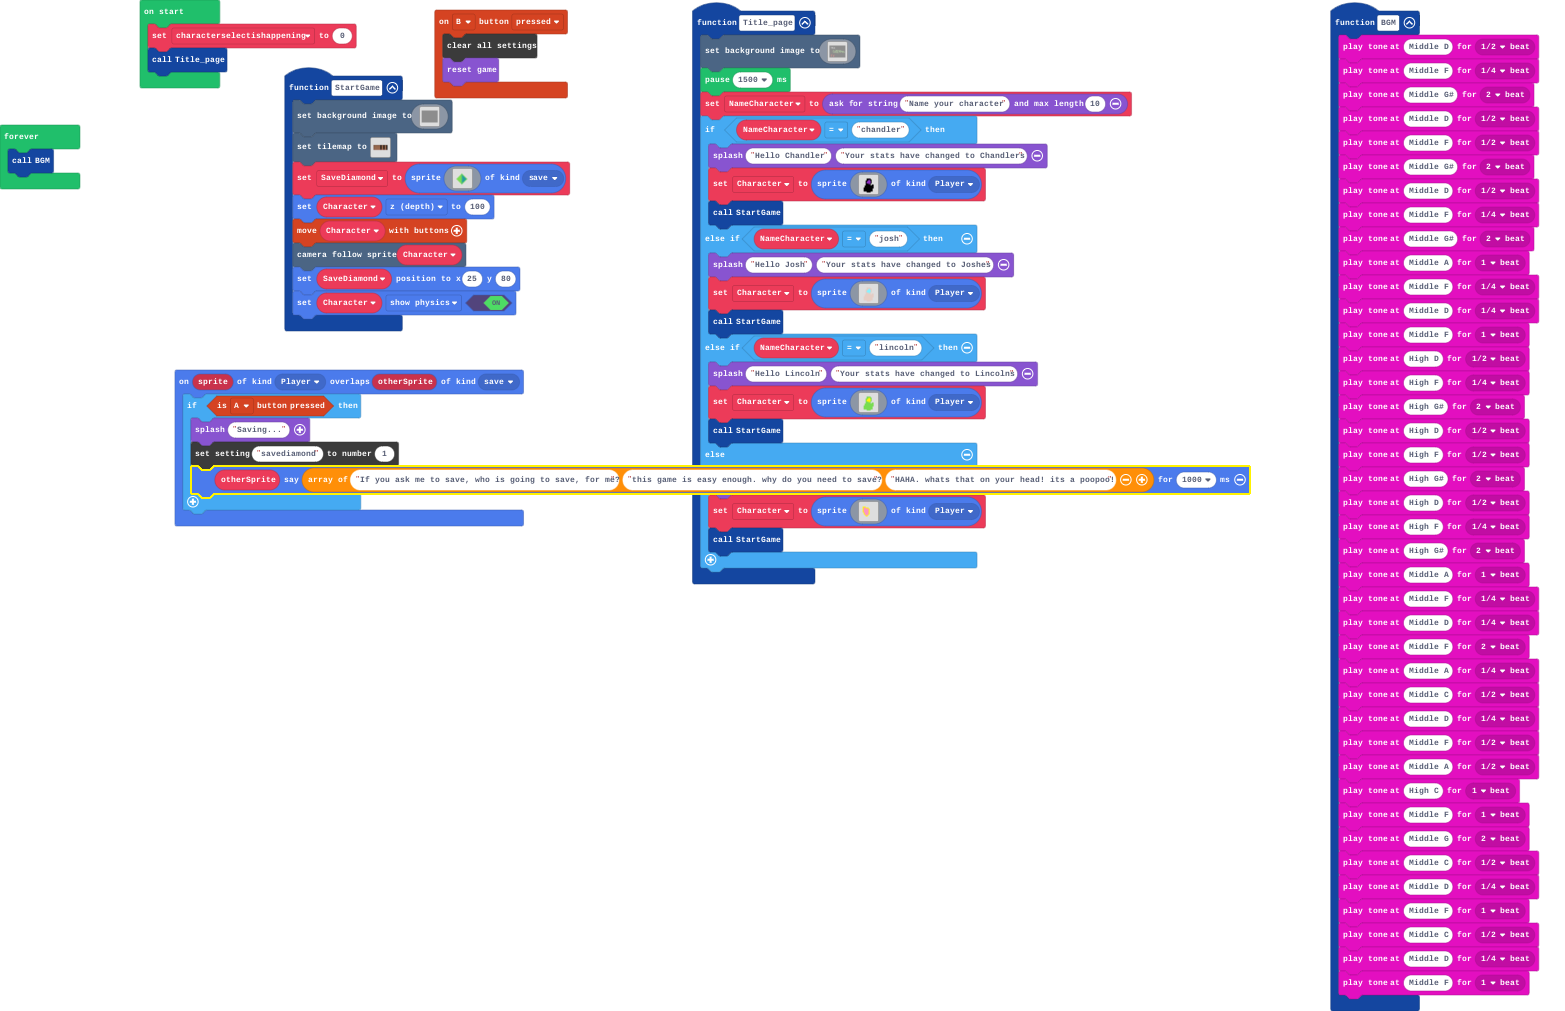 on start
set characterselectishappening to 0
call Title_page
forever
call BGM
function StartGame
set background image to
set tilemap to
set SaveDiamond to sprite of kind save
set Character z (depth) to 100
move Character with buttons
camera follow sprite Character
set SaveDiamond position to x 25 y 80
set Character show physics ON
on B button pressed
clear all settings
reset game
on sprite of kind Player overlaps otherSprite of kind save
if is A button pressed then
splash "Saving..."
set setting "savediamond" to number 1
otherSprite say array of "If you ask me to save, who is going to save, for me?" "this game is easy enough. why do you need to save?" "HAHA. whats that on your head! its a poopoo!" for 1000 ms
function Title_page
set background image to
pause 1500 ms
set NameCharacter to ask for string "Name your character" and max length 10
if NameCharacter = "chandler" then
splash "Hello Chandler" "Your stats have changed to Chandlers"
set Character to sprite of kind Player
call StartGame
else if NameCharacter = "josh" then
splash "Hello Josh" "Your stats have changed to Joshes"
set Character to sprite of kind Player
call StartGame
else if NameCharacter = "lincoln" then
splash "Hello Lincoln" "Your stats have changed to Lincolns"
set Character to sprite of kind Player
call StartGame
else
set Character to sprite of kind Player
call StartGame
function BGM
play tone at Middle D for 1/2 beat
play tone at Middle F for 1/4 beat
play tone at Middle G# for 2 beat
play tone at Middle D for 1/2 beat
play tone at Middle F for 1/2 beat
play tone at Middle G# for 2 beat
play tone at Middle D for 1/2 beat
play tone at Middle F for 1/4 beat
play tone at Middle G# for 2 beat
play tone at Middle A for 1 beat
play tone at Middle F for 1/4 beat
play tone at Middle D for 1/4 beat
play tone at Middle F for 1 beat
play tone at High D for 1/2 beat
play tone at High F for 1/4 beat
play tone at High G# for 2 beat
play tone at High D for 1/2 beat
play tone at High F for 1/2 beat
play tone at High G# for 2 beat
play tone at High D for 1/2 beat
play tone at High F for 1/4 beat
play tone at High G# for 2 beat
play tone at Middle A for 1 beat
play tone at Middle F for 1/4 beat
play tone at Middle D for 1/4 beat
play tone at Middle F for 2 beat
play tone at Middle A for 1/4 beat
play tone at Middle C for 1/2 beat
play tone at Middle D for 1/4 beat
play tone at Middle F for 1/2 beat
play tone at Middle A for 1/2 beat
play tone at High C for 1 beat
play tone at Middle F for 1 beat
play tone at Middle G for 2 beat
play tone at Middle C for 1/2 beat
play tone at Middle D for 1/4 beat
play tone at Middle F for 1 beat
play tone at Middle C for 1/2 beat
play tone at Middle D for 1/4 beat
play tone at Middle F for 1 beat